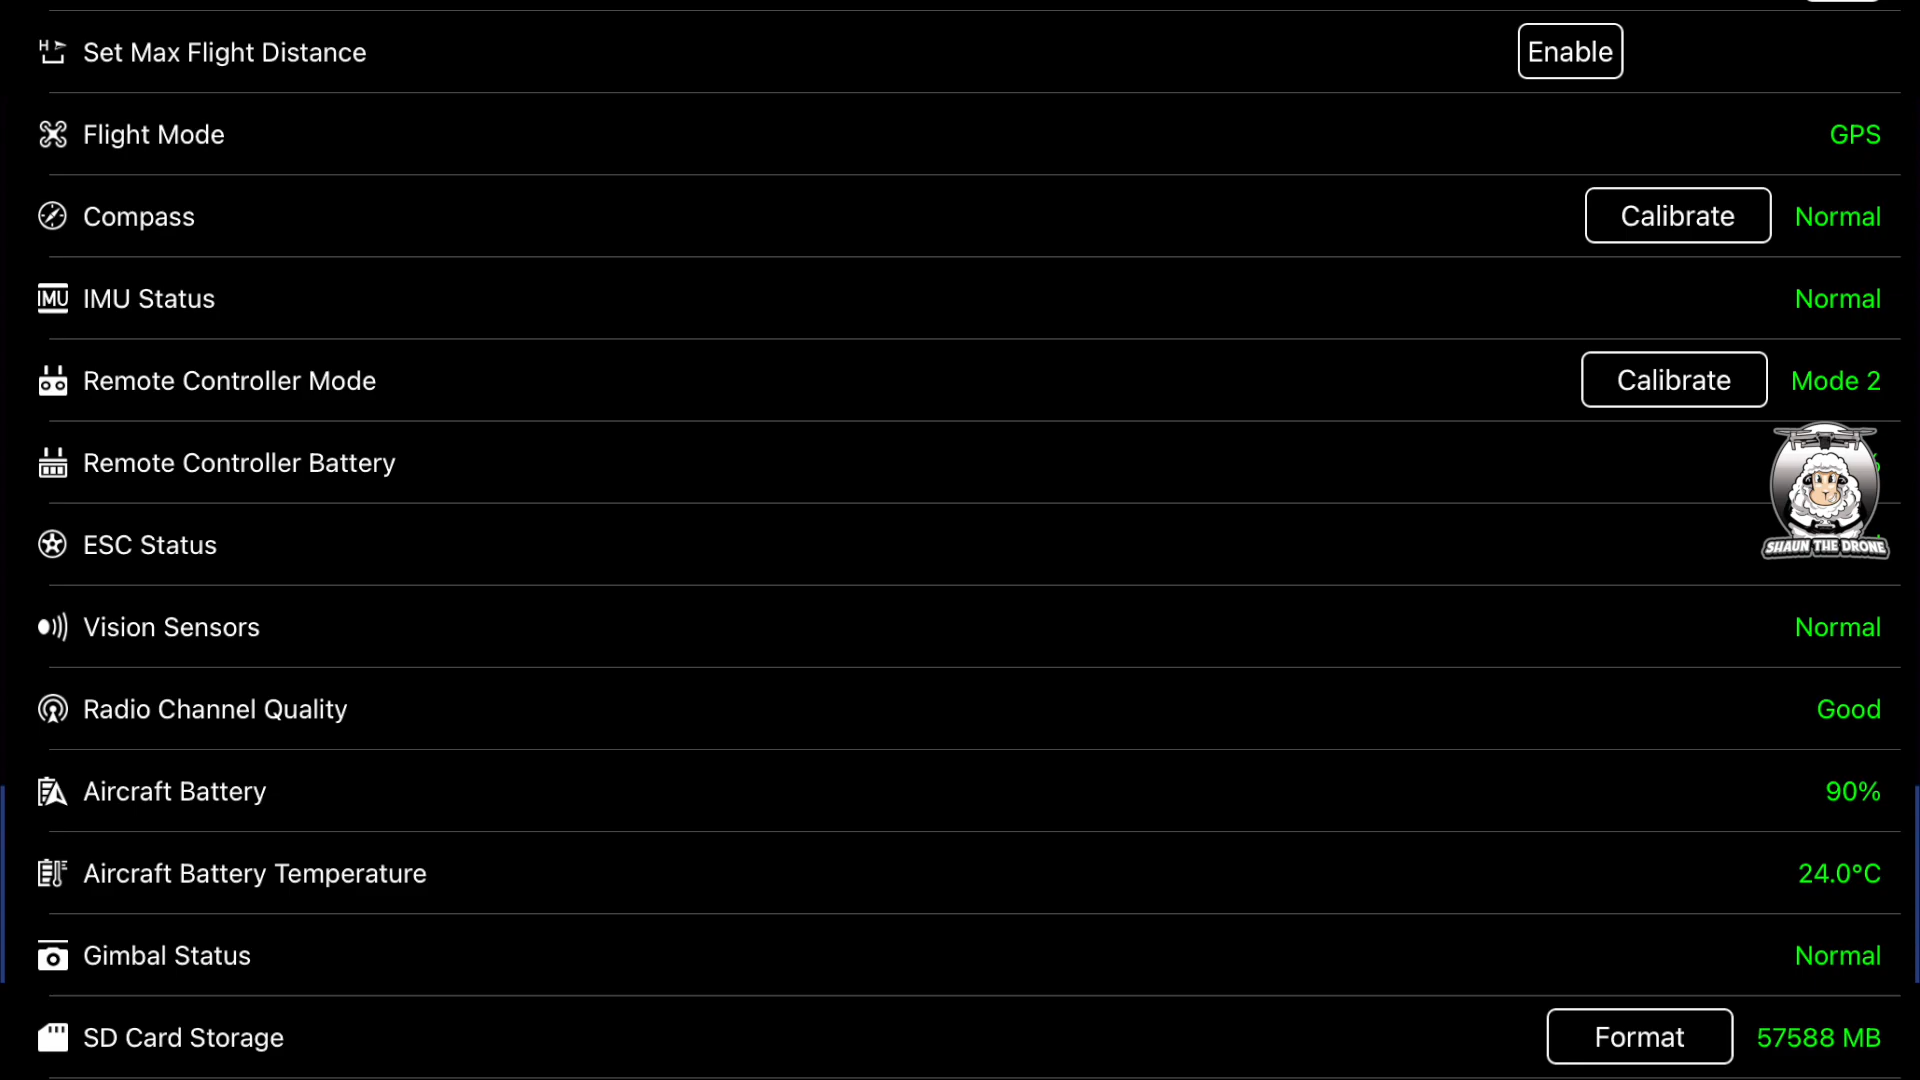 Set Max Flight Distance Enable
Flight Mode GPS
Compass Calibrate Normal
IMU IMU Status Normal
Remote Controller Mode Calibrate Mode 2
Remote Controller Battery
ESC Status
SHAUN THE DRONE
Vision Sensors Normal
Radio Channel Quality Good
Aircraft Battery 90%
Aircraft Battery Temperature 24.0°C
Gimbal Status Normal
SD Card Storage Format 57588 MB